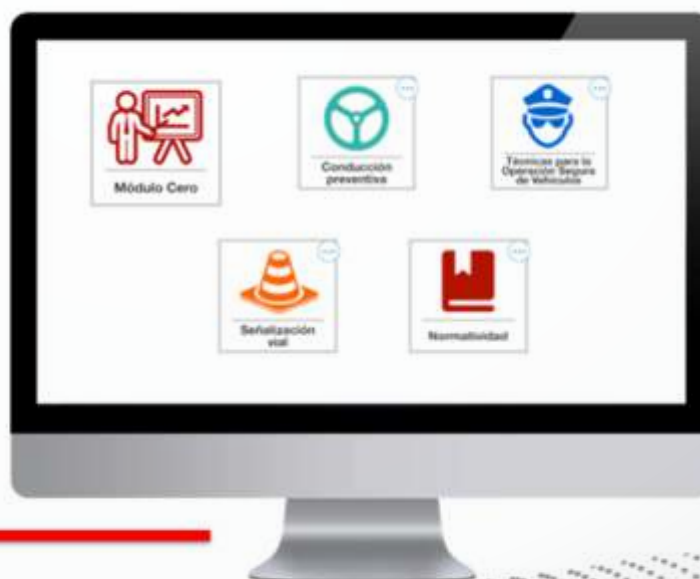 Módulo Cero
Conducción
preventiva
Técnicas para la
Operación Segura
de Vehículos
Señalización
vial
Normatividad